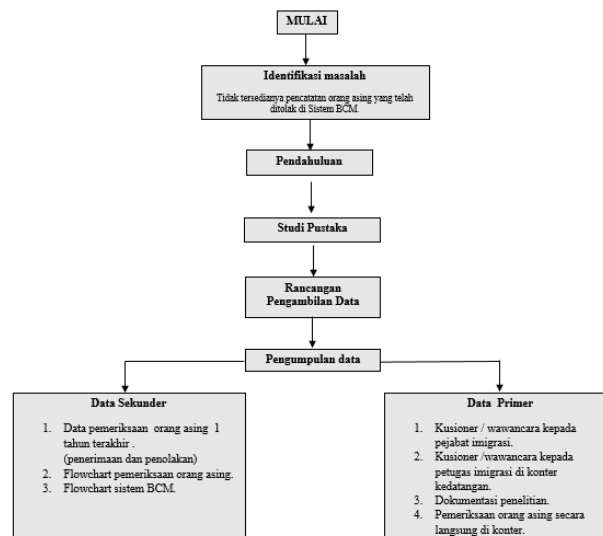 MULAI
Identifikasi masalah
Tidak tersedianya pencatatan orang asing yang telah
ditolak di Sistem BCM.
Pendahuluan
Studi Pustaka
Rancangan
Pengambilan Data
Pengumpulan data
Data Sekunder
1. Data pemeriksaan orang asing 1
tahun terakhir .
(penerimaan dan penolakan)
2. Flowchart pemeriksaan orang asing.
3. Flowchart sistem BCM.
Data Primer
1. Kusioner / wawancara kepada
pejabat imigrasi.
2. Kusioner /wawancara kepada
petugas imigrasi di konter
kedatangan.
3. Dokumentasi penelitian.
4. Pemeriksaan orang asing secara
langsung di konter.